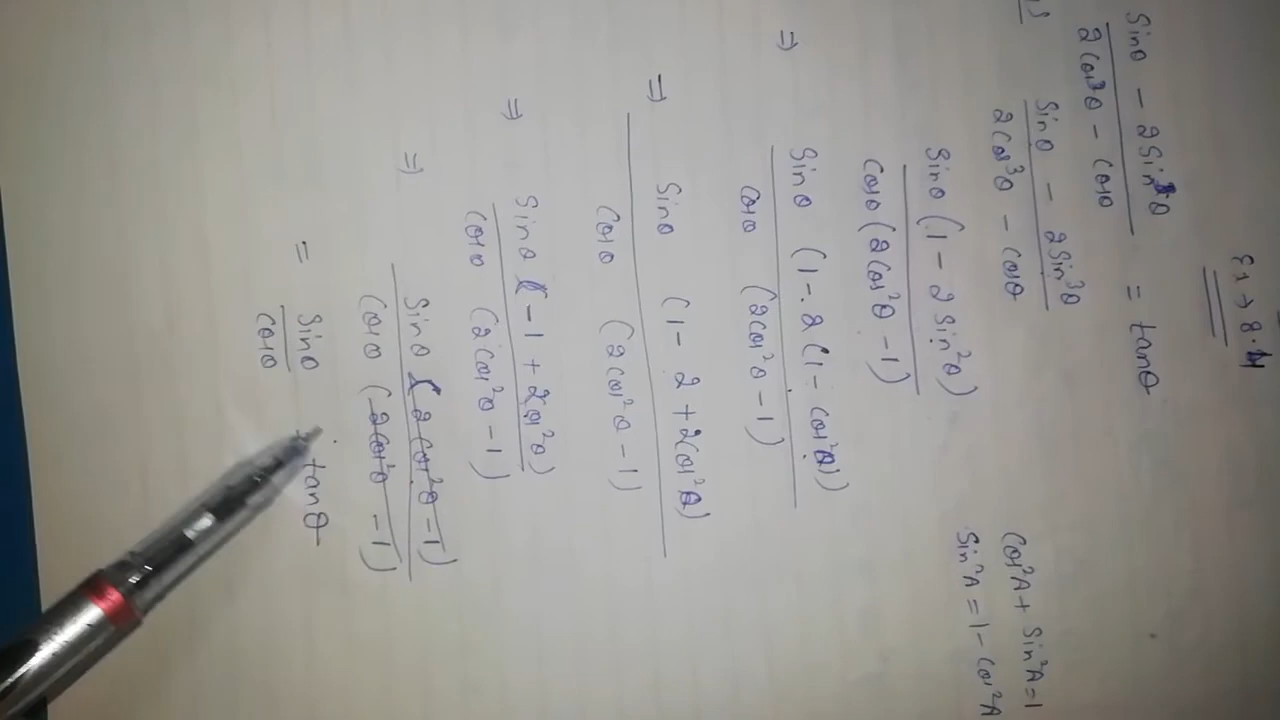 Ex → 8.4
sinθ - 2sin³θ / 2cos³θ - cosθ = tanθ
sinθ - 2sin³θ / 2cos³θ - cosθ
sinθ (1 - 2sin²θ) / cosθ (2cos²θ - 1)
cos²A + sin²A = 1
sin²A = 1 - cos²A
⇒ sinθ (1 - 2(1 - cos²θ)) / cosθ (2cos²θ - 1)
⇒ sinθ (1 - 2 + 2cos²θ) / cosθ (2cos²θ - 1)
⇒ sinθ (-1 + 2cos²θ) / cosθ (2cos²θ - 1)
⇒ sinθ (2cos²θ - 1) / cosθ (2cos²θ - 1)
= sinθ / cosθ = tanθ